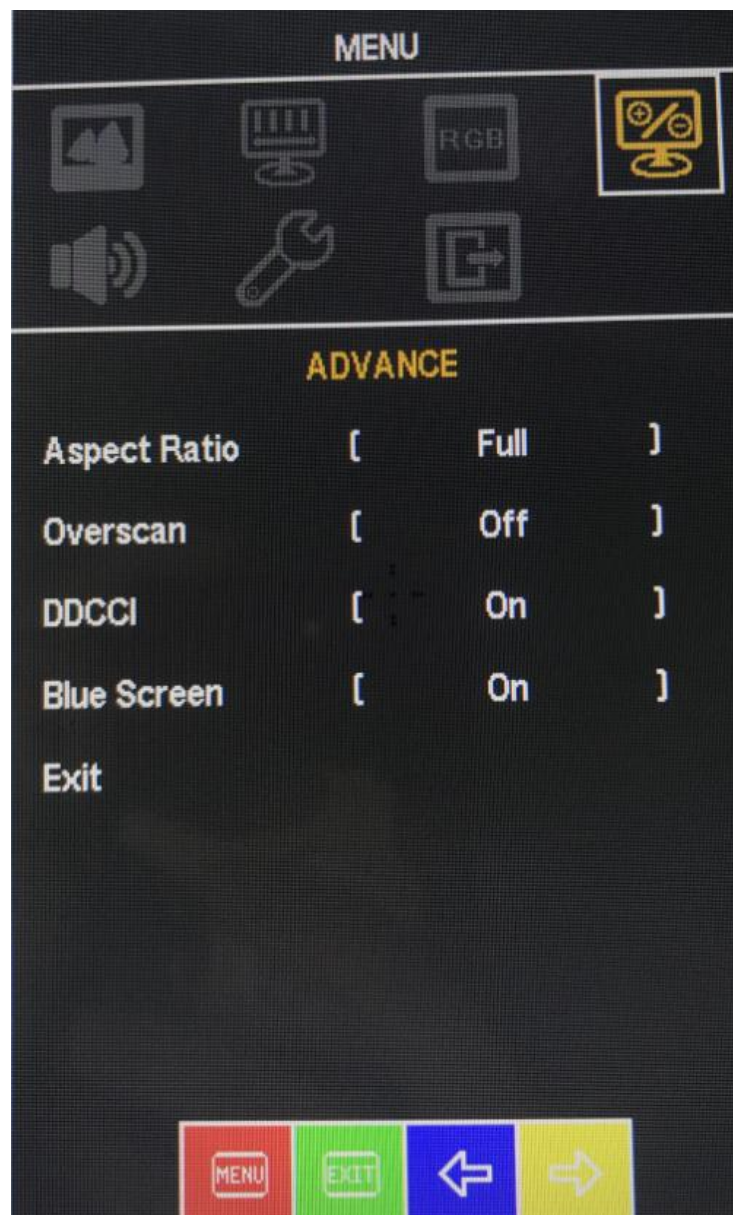 MENU
RGB
ADVANCE
Aspect Ratio [ Full ]
Overscan [ Off ]
DDCCI [ On ]
Blue Screen [ On ]
Exit
MENU EXIT